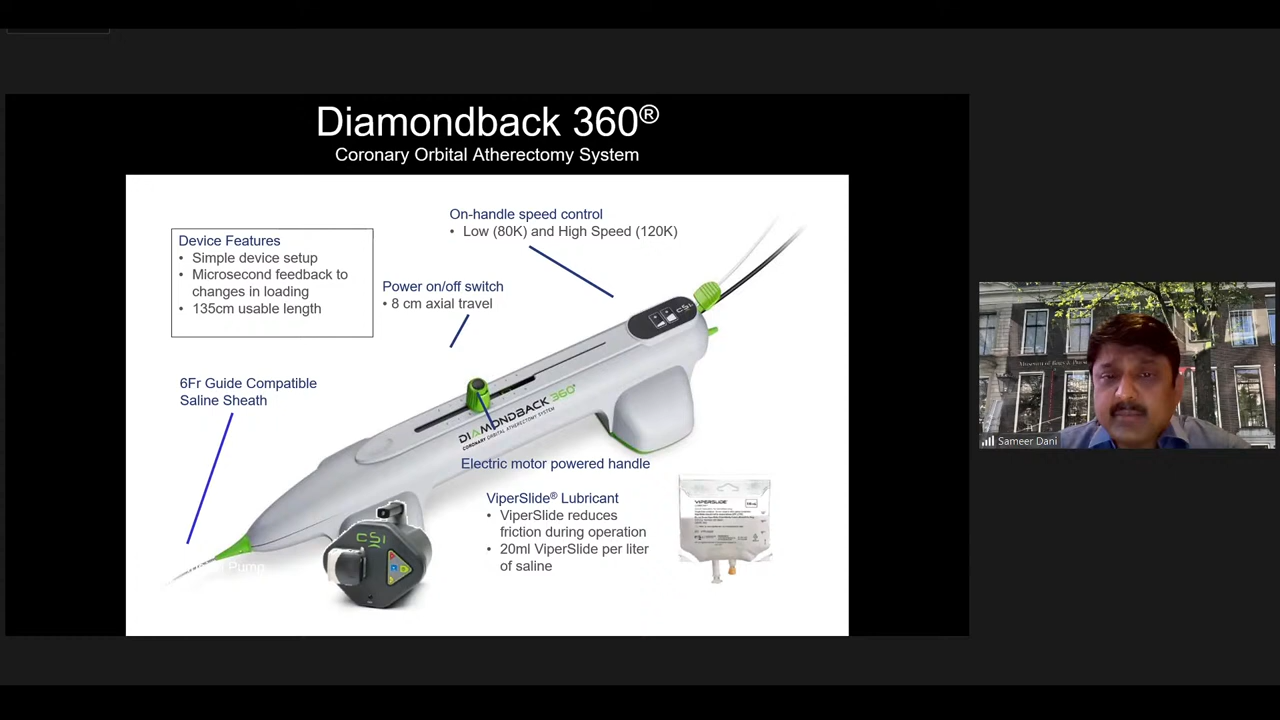 Diamondback 360®
Coronary Orbital Atherectomy System
On-handle speed control
• Low (80K) and High Speed (120K)
Device Features
• Simple device setup
• Microsecond feedback to
changes in loading
• 135cm usable length
Power on/off switch
• 8 cm axial travel
6Fr Guide Compatible
Saline Sheath
CSi
DIAMONDBACK 360°
CORONARY ORBITAL ATHERECTOMY SYSTEM
Electric motor powered handle
ViperSlide® Lubricant
• ViperSlide reduces
friction during operation
• 20ml ViperSlide per liter
of saline
VIPERSLIDE
CSi
Pump
Sameer Dani